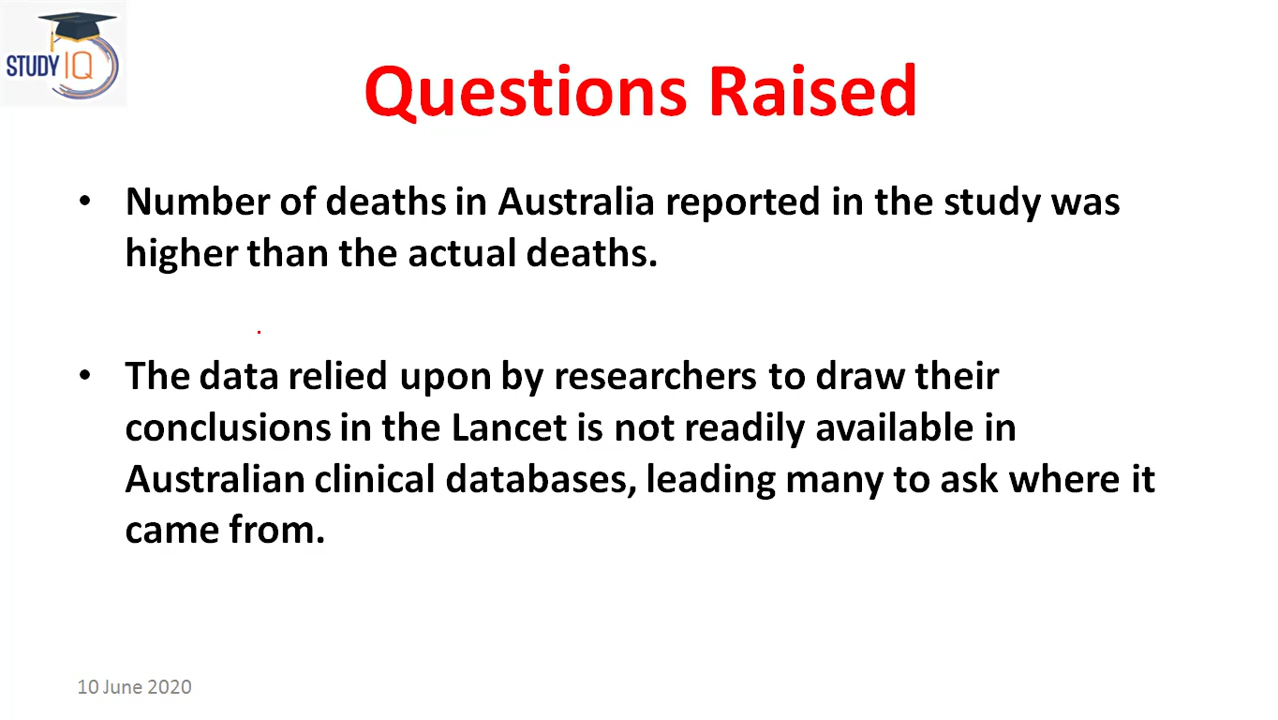 STUDY IQ
Questions Raised
• Number of deaths in Australia reported in the study was
higher than the actual deaths.
• The data relied upon by researchers to draw their
conclusions in the Lancet is not readily available in
Australian clinical databases, leading many to ask where it
came from.
10 June 2020